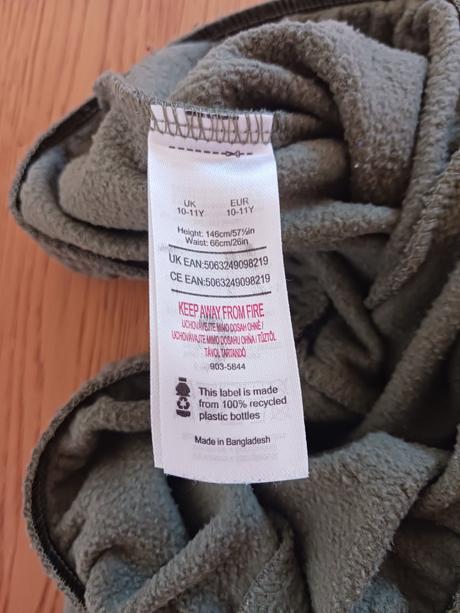 UK EUR
10-11Y 10-11Y
Height: 146cm/57½in
Waist: 66cm/26in
UK EAN:5063249098219
CE EAN:5063249098219
KEEP AWAY FROM FIRE
UCHOVÁVEJTE MIMO DOSAH OHNĚ /
UCHOVÁVAJTE MIMO DOSAHU OHŇA / TŰZTŐL
TÁVOL TARTANDÓ
903-5844
This label is made
from 100% recycled
plastic bottles
Made in Bangladesh